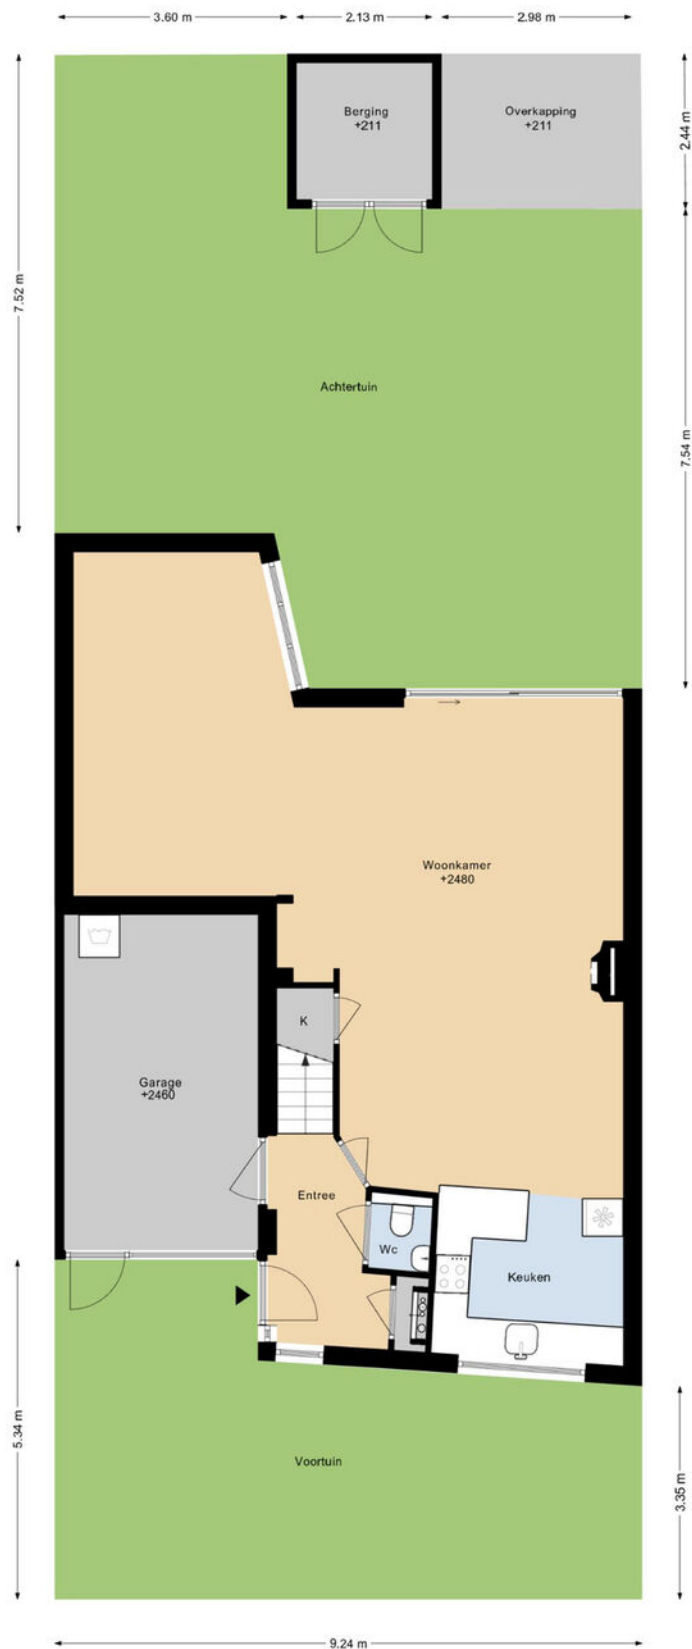 3.60 m
2.13 m
2.98 m
Berging
+211
Overkapping
+211
2.44 m
7.52 m
Achtertuin
7.54 m
Woonkamer
+2480
K
Garage
+2460
Entree
Wc
Keuken
5.34 m
Voortuin
3.35 m
9.24 m